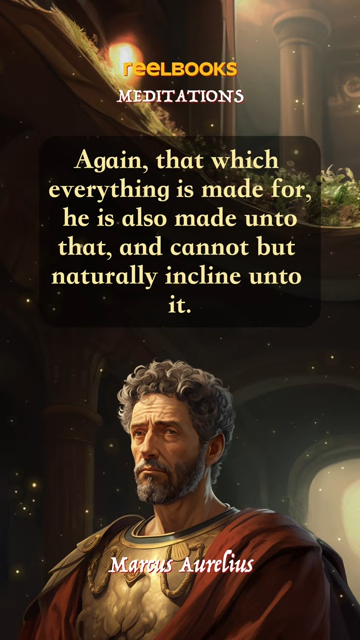 reelbooks
MEDITATIONS
Again, that which
everything is made for,
he is also made unto
that, and cannot but
naturally incline unto
it.
Marcus Aurelius